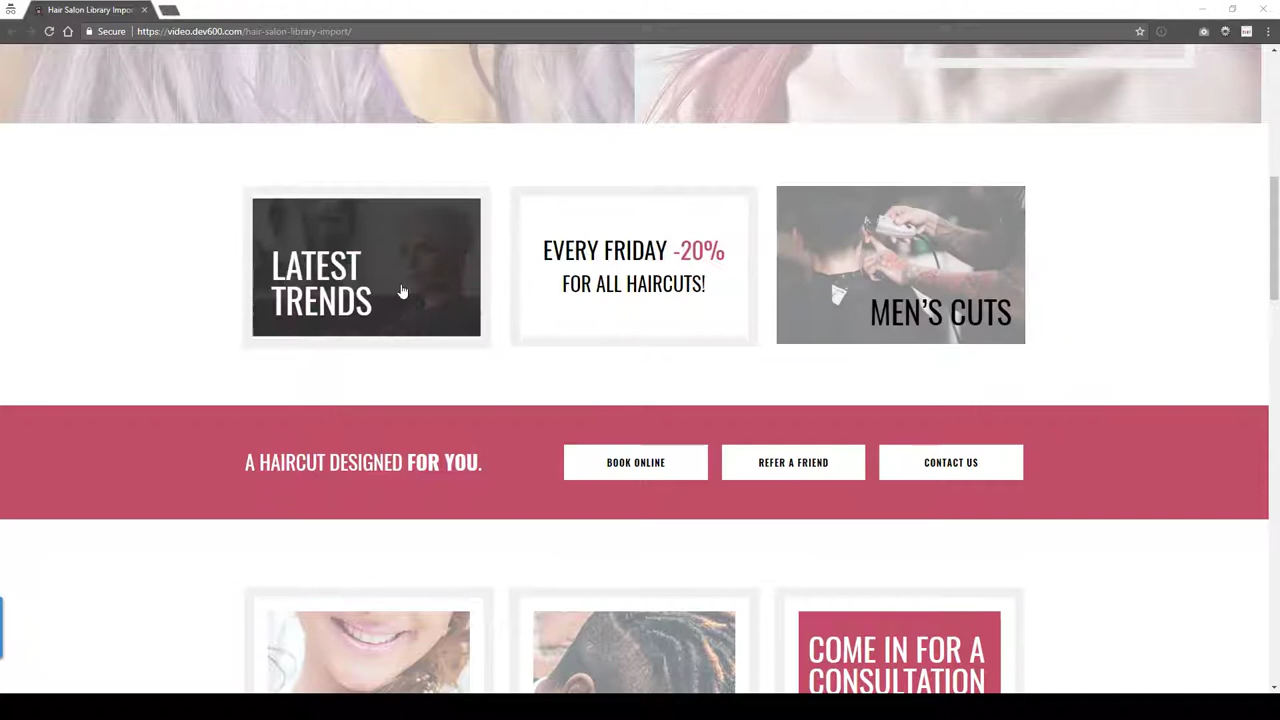 Hair Salon Library Impor
Secure
https://video.dev600.com/hair-salon-library-import/
LATEST
TRENDS
EVERY FRIDAY -20%
FOR ALL HAIRCUTS!
MEN'S CUTS
A HAIRCUT DESIGNED FOR YOU.
BOOK ONLINE
REFER A FRIEND
CONTACT US
COME IN FOR A
CONSULTATION